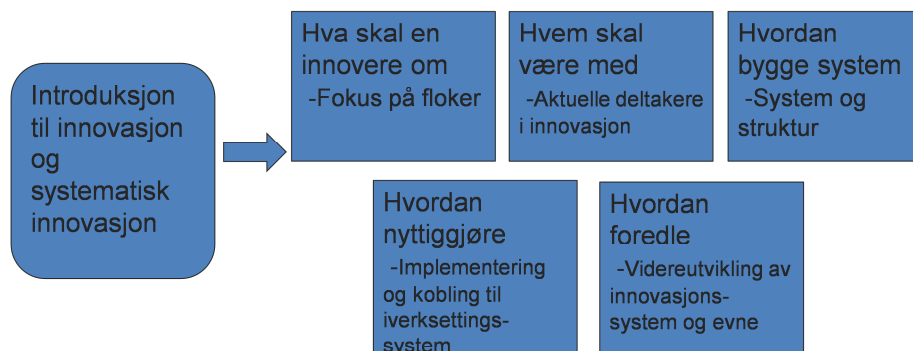 Introduksjon
til innovasjon
og
systematisk
innovasjon
Hva skal en
innovere om
-Fokus på floker
Hvem skal
være med
-Aktuelle deltakere
i innovasjon
Hvordan
bygge system
-System og
struktur
Hvordan
nyttiggjøre
-Implementering
og kobling til
iverksettings-
system
Hvordan
foredle
-Videreutvikling av
innovasjons-
system og evne